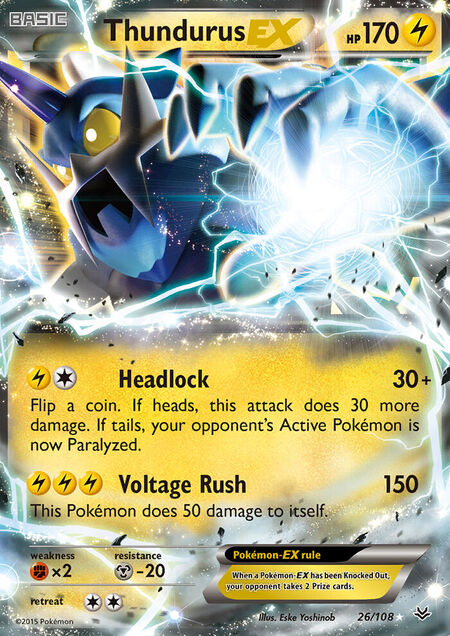 BASIC
Thundurus EX HP 170
Headlock 30+
Flip a coin. If heads, this attack does 30 more
damage. If tails, your opponent's Active Pokémon is
now Paralyzed.
Voltage Rush 150
This Pokémon does 50 damage to itself.
weakness resistance
×2 -20
Pokémon-EX rule
When a Pokémon-EX has been Knocked Out,
your opponent takes 2 Prize cards.
retreat
©2015 Pokémon Illus. Eske Yoshinob 26/108